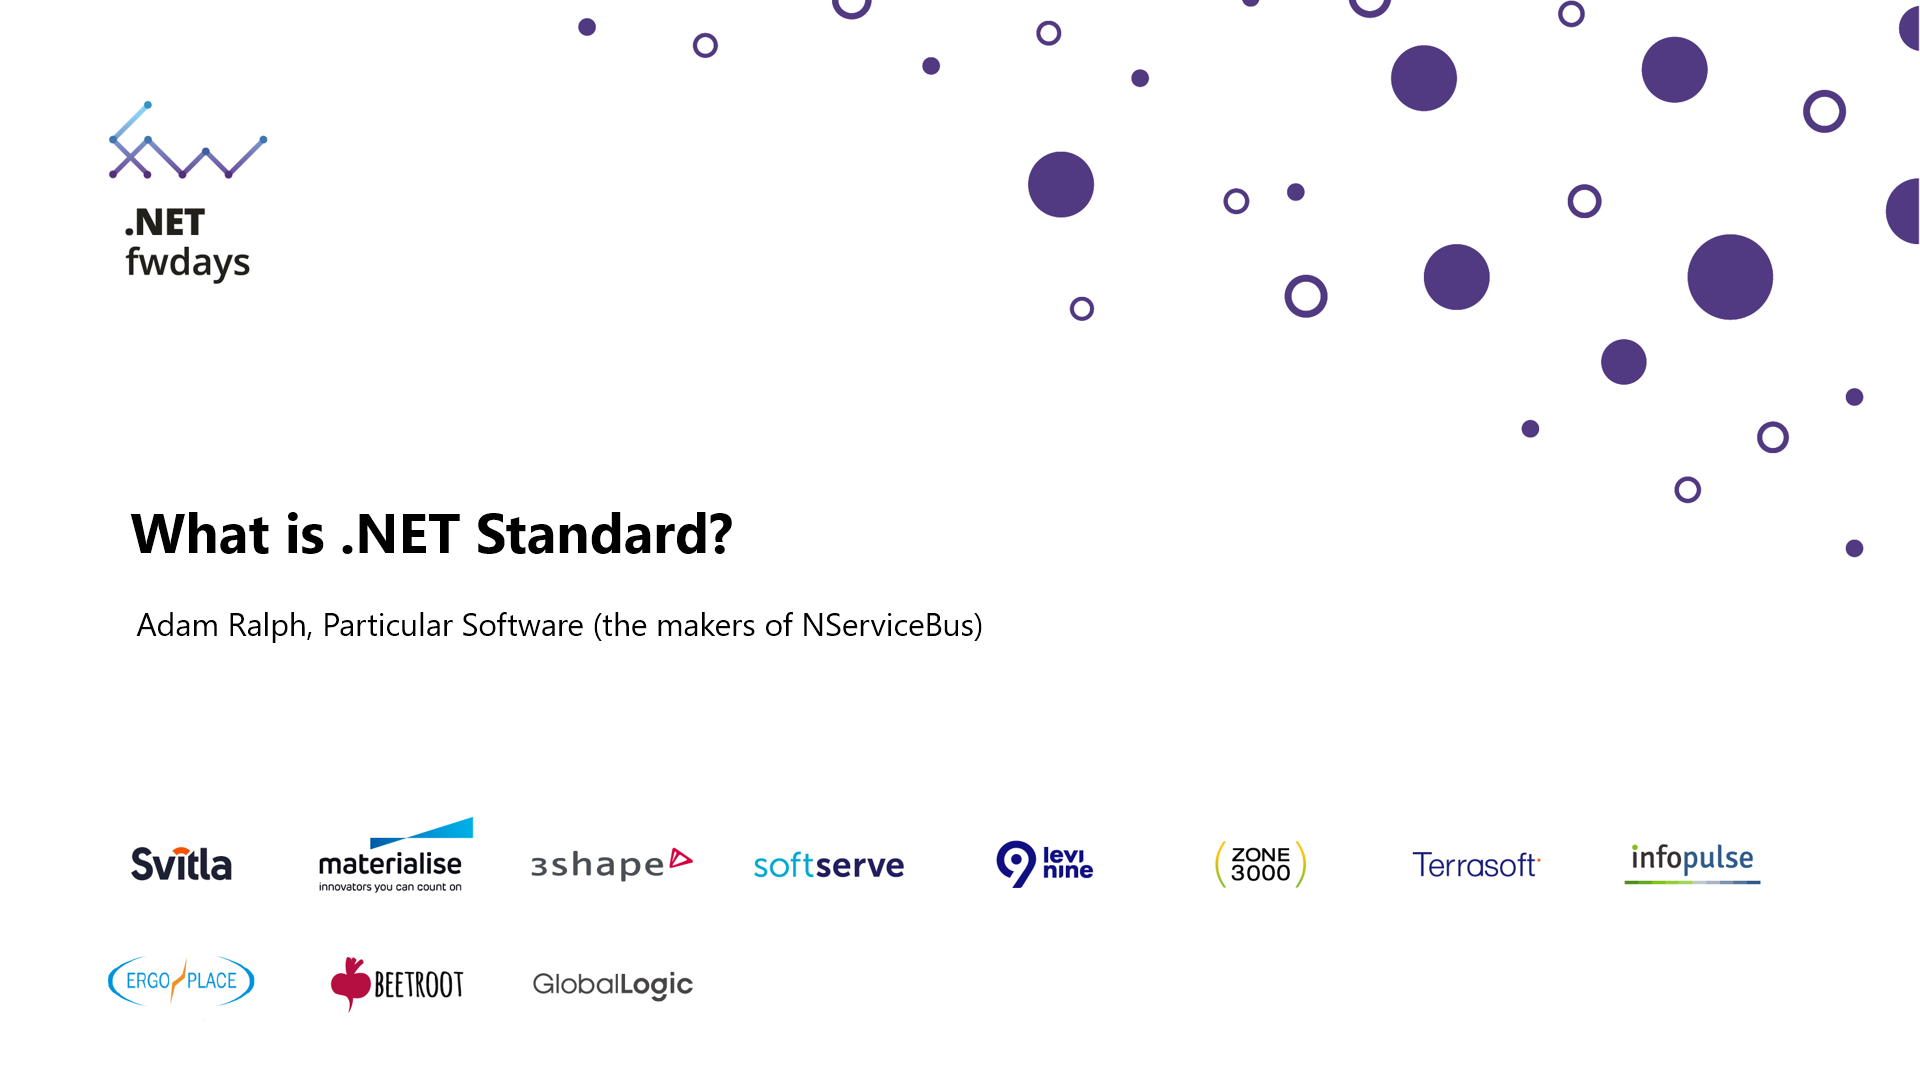 .NET
fwdays
What is .NET Standard?
Adam Ralph, Particular Software (the makers of NServiceBus)
Svitla
materialise
innovators you can count on
3shape
softserve
levi
nine
ZONE
3000
Terrasoft
infopulse
ERGO PLACE
BEETROOT
GlobalLogic